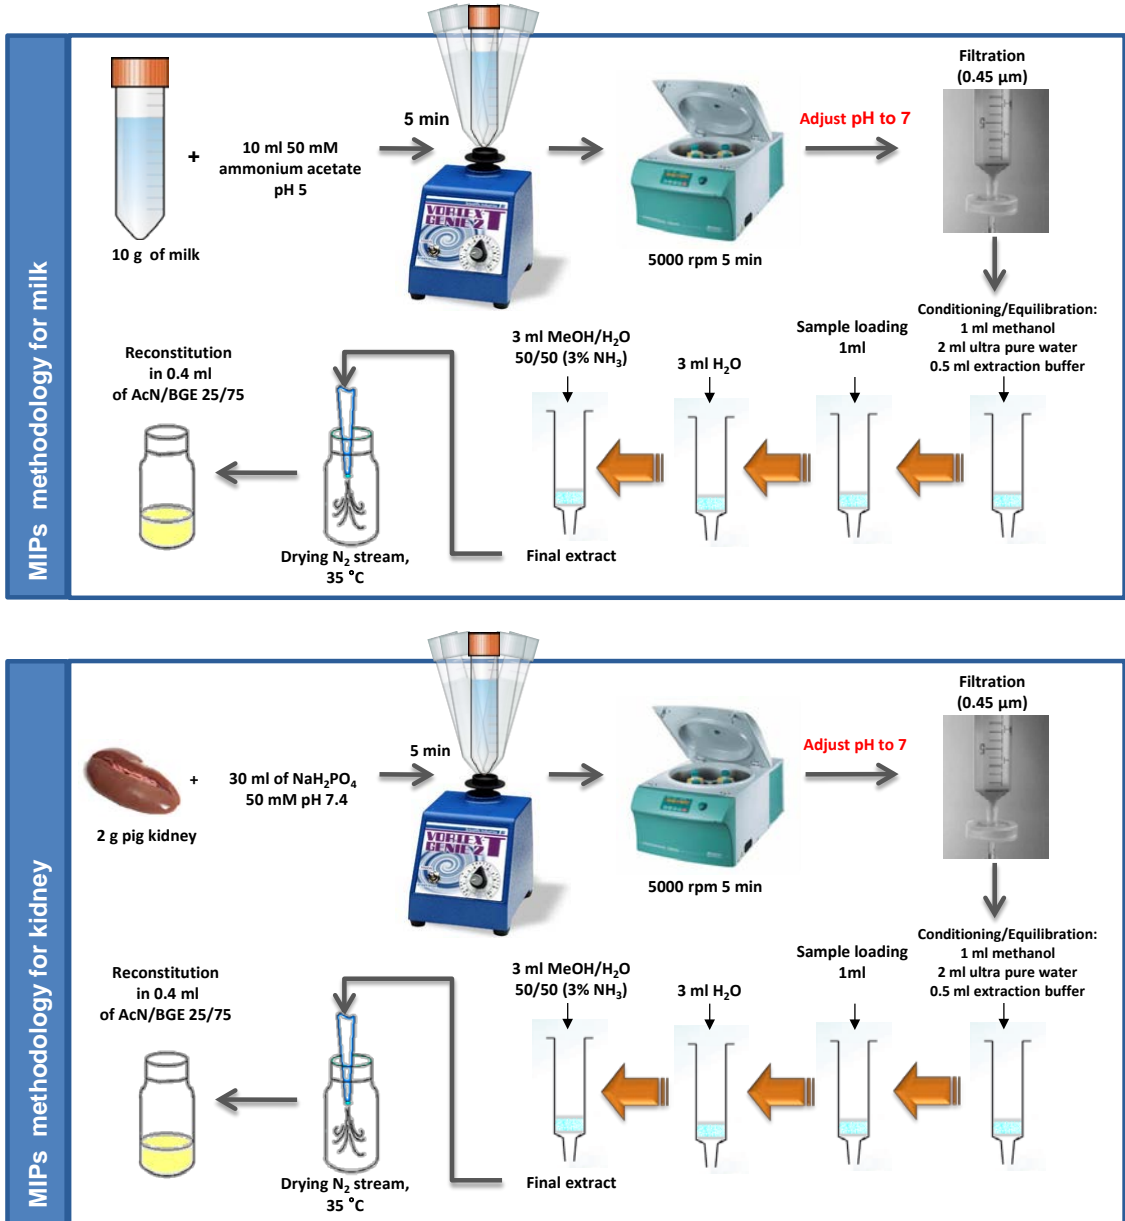 MIPs methodology for milk
10 g of milk
+
10 ml 50 mM
ammonium acetate
pH 5
5 min
VORTEX
GENIE 2
T
5000 rpm 5 min
Adjust pH to 7
Filtration
(0.45 µm)
Conditioning/Equilibration:
1 ml methanol
2 ml ultra pure water
0.5 ml extraction buffer
Sample loading
1ml
3 ml H₂O
3 ml MeOH/H₂O
50/50 (3% NH₃)
Final extract
Drying N₂ stream,
35 °C
Reconstitution
in 0.4 ml
of AcN/BGE 25/75
MIPs methodology for kidney
2 g pig kidney
+
30 ml of NaH₂PO₄
50 mM pH 7.4
5 min
VORTEX
GENIE 2
T
5000 rpm 5 min
Adjust pH to 7
Filtration
(0.45 µm)
Conditioning/Equilibration:
1 ml methanol
2 ml ultra pure water
0.5 ml extraction buffer
Sample loading
1ml
3 ml H₂O
3 ml MeOH/H₂O
50/50 (3% NH₃)
Final extract
Drying N₂ stream,
35 °C
Reconstitution
in 0.4 ml
of AcN/BGE 25/75